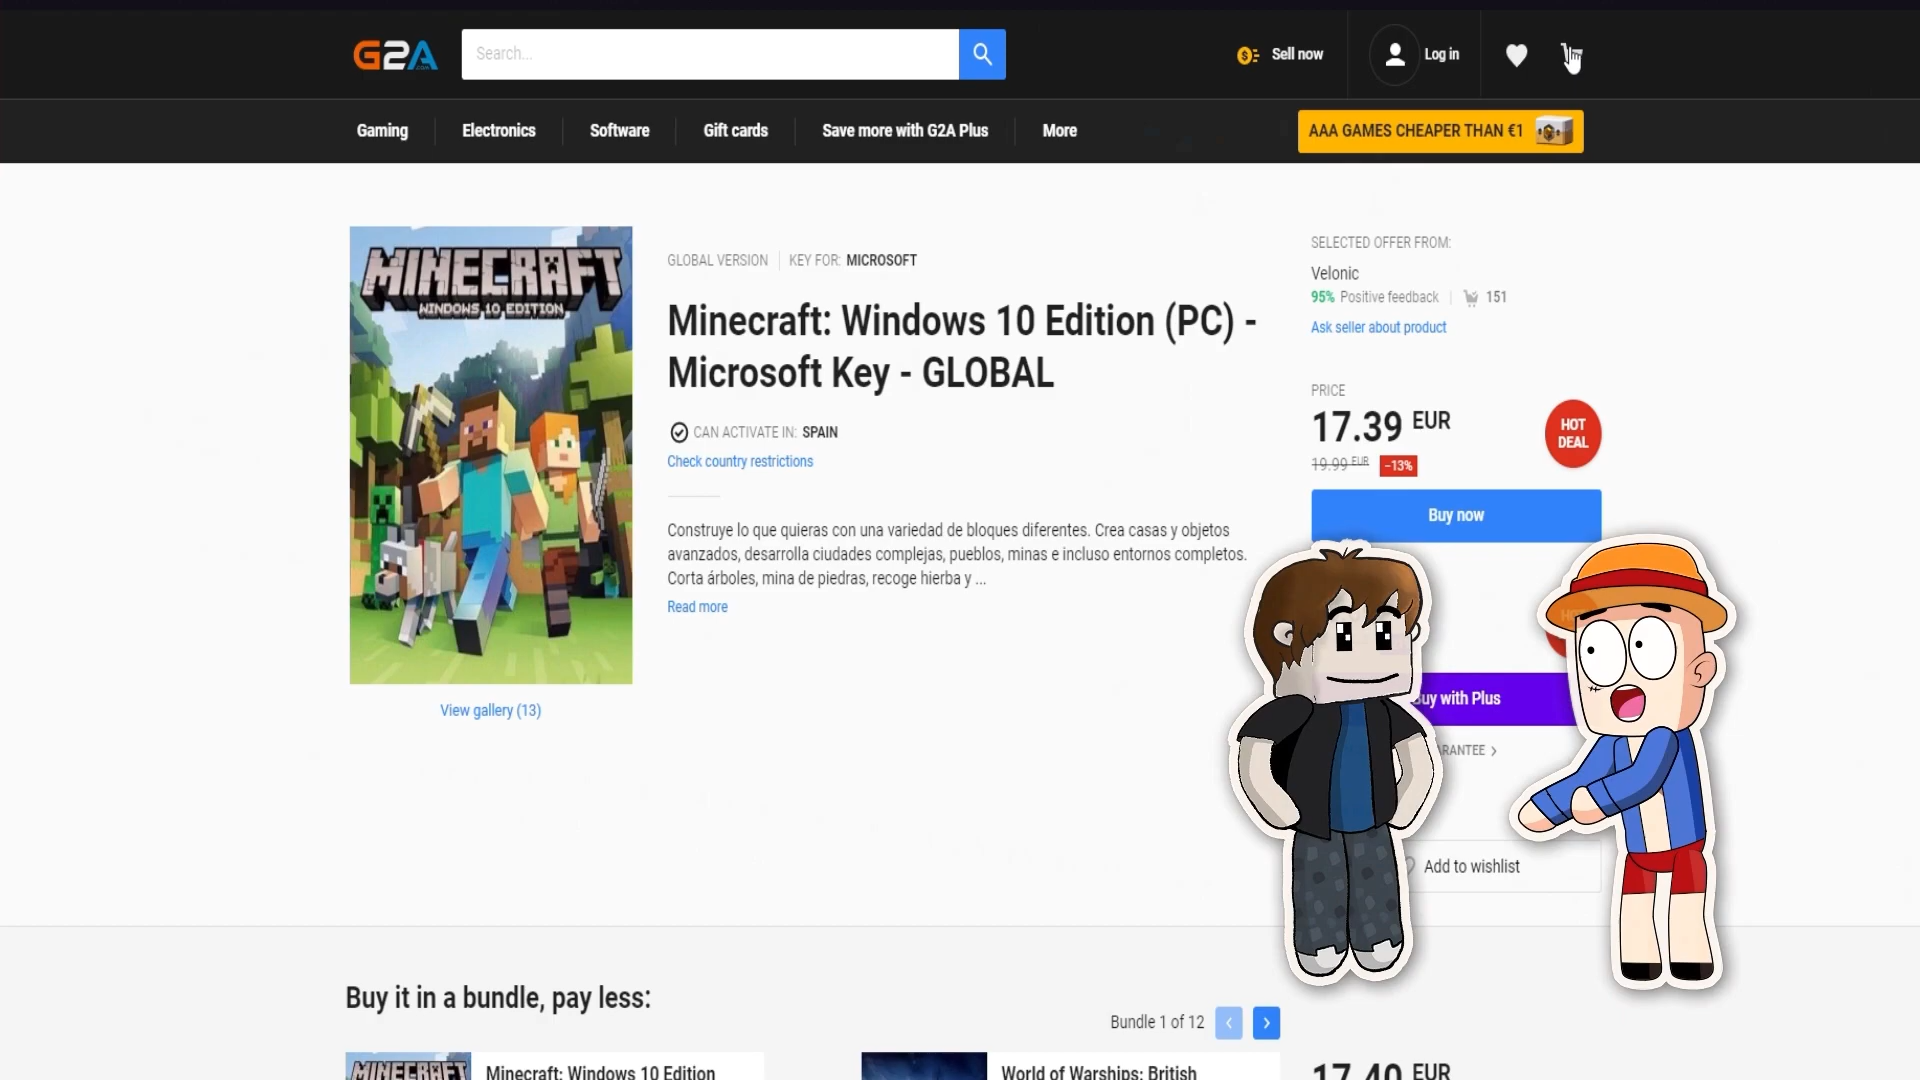 G2A
.COM
Search...
Sell now
Log in
Gaming
Electronics
Software
Gift cards
Save more with G2A Plus
More
AAA GAMES CHEAPER THAN €1
MINECRAFT
WINDOWS 10 EDITION
View gallery (13)
GLOBAL VERSION
KEY FOR: MICROSOFT
Minecraft: Windows 10 Edition (PC) -
Microsoft Key - GLOBAL
CAN ACTIVATE IN: SPAIN
Check country restrictions
Construye lo que quieras con una variedad de bloques diferentes. Crea casas y objetos
avanzados, desarrolla ciudades complejas, pueblos, minas e incluso entornos completos.
Corta árboles, mina de piedras, recoge hierba y ...
Read more
SELECTED OFFER FROM:
Velonic
95% Positive feedback
151
Ask seller about product
PRICE
17.39 EUR
19.99 EUR
-13%
HOT
DEAL
Buy now
Buy with Plus
Add to wishlist
Buy it in a bundle, pay less:
Bundle 1 of 12
MINECRAFT
Minecraft: Windows 10 Edition
World of Warships: British
17.40 EUR